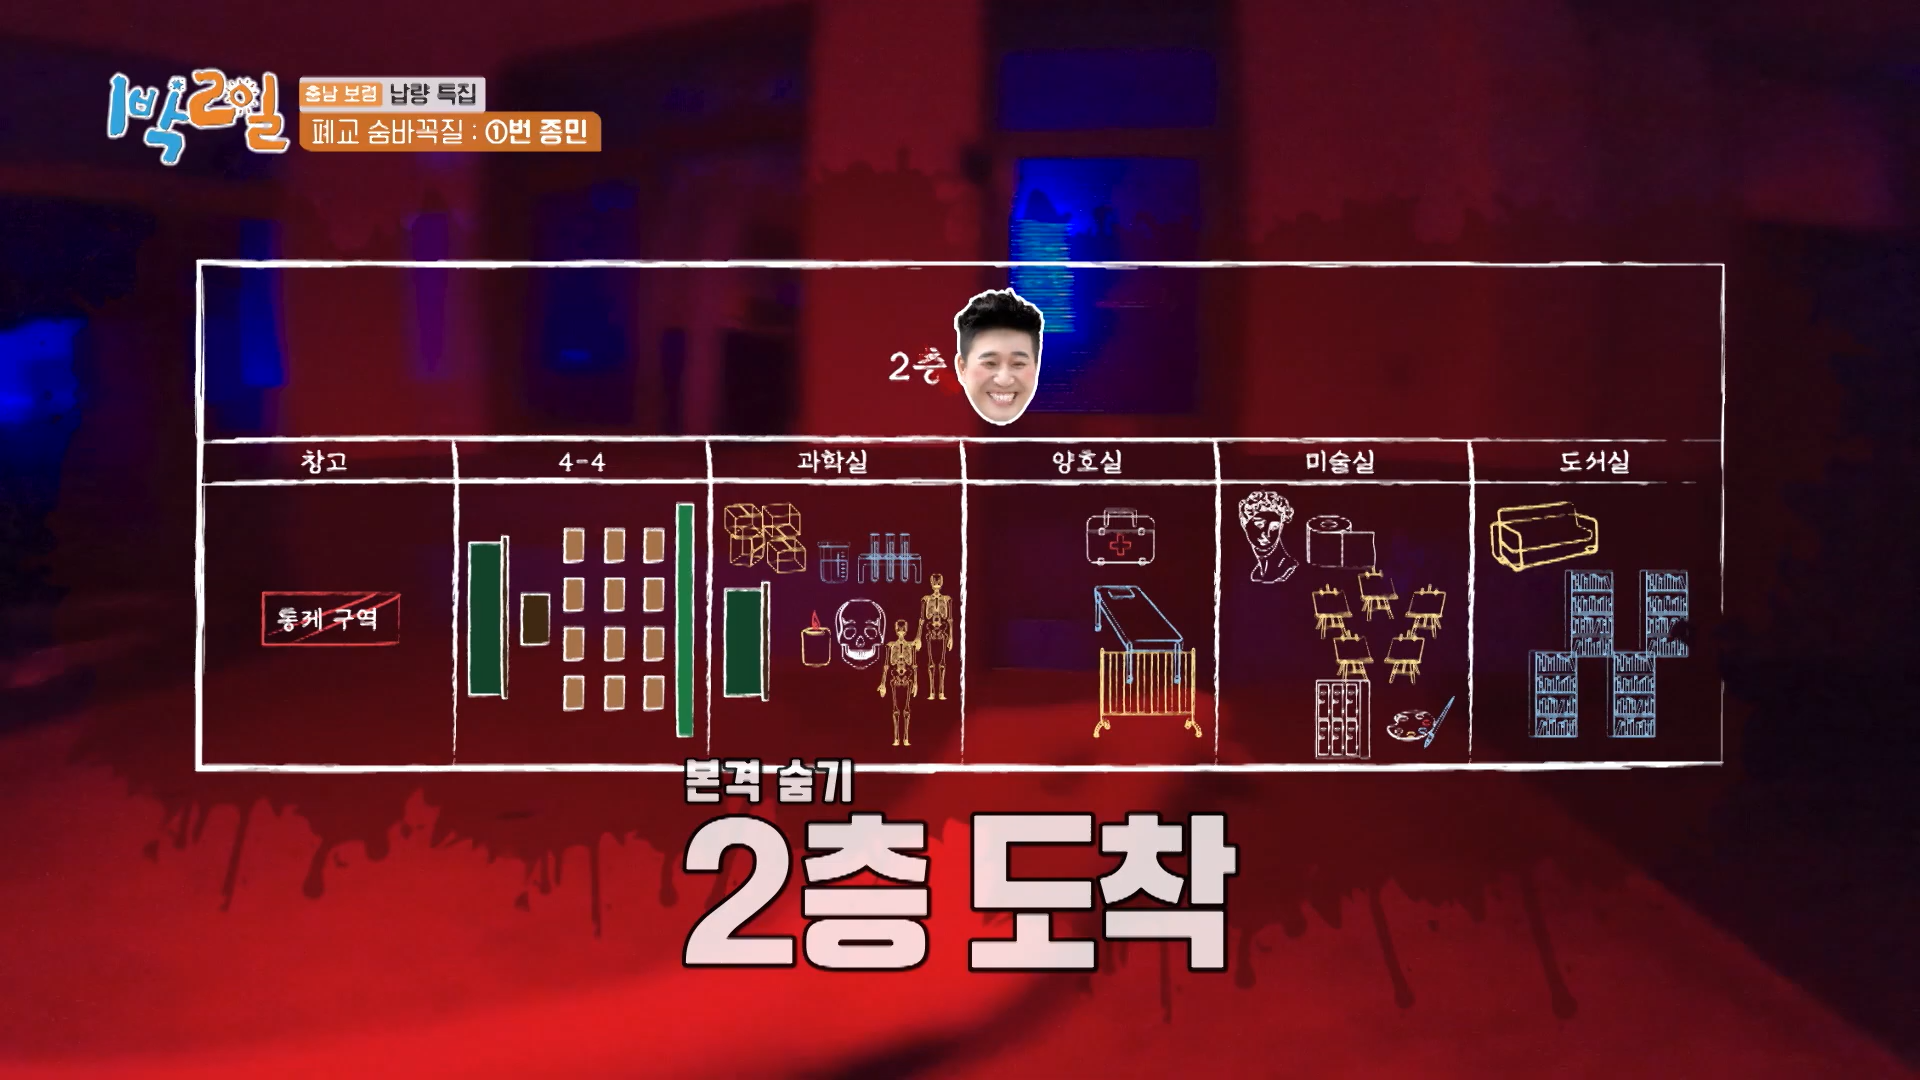 1박2일
충남 보령 납량 특집
폐교 숨바꼭질 : ①번 종민
2층
창고 4-4 과학실 양호실 미술실 도서실
통제 구역
본격 숨기
2층 도착